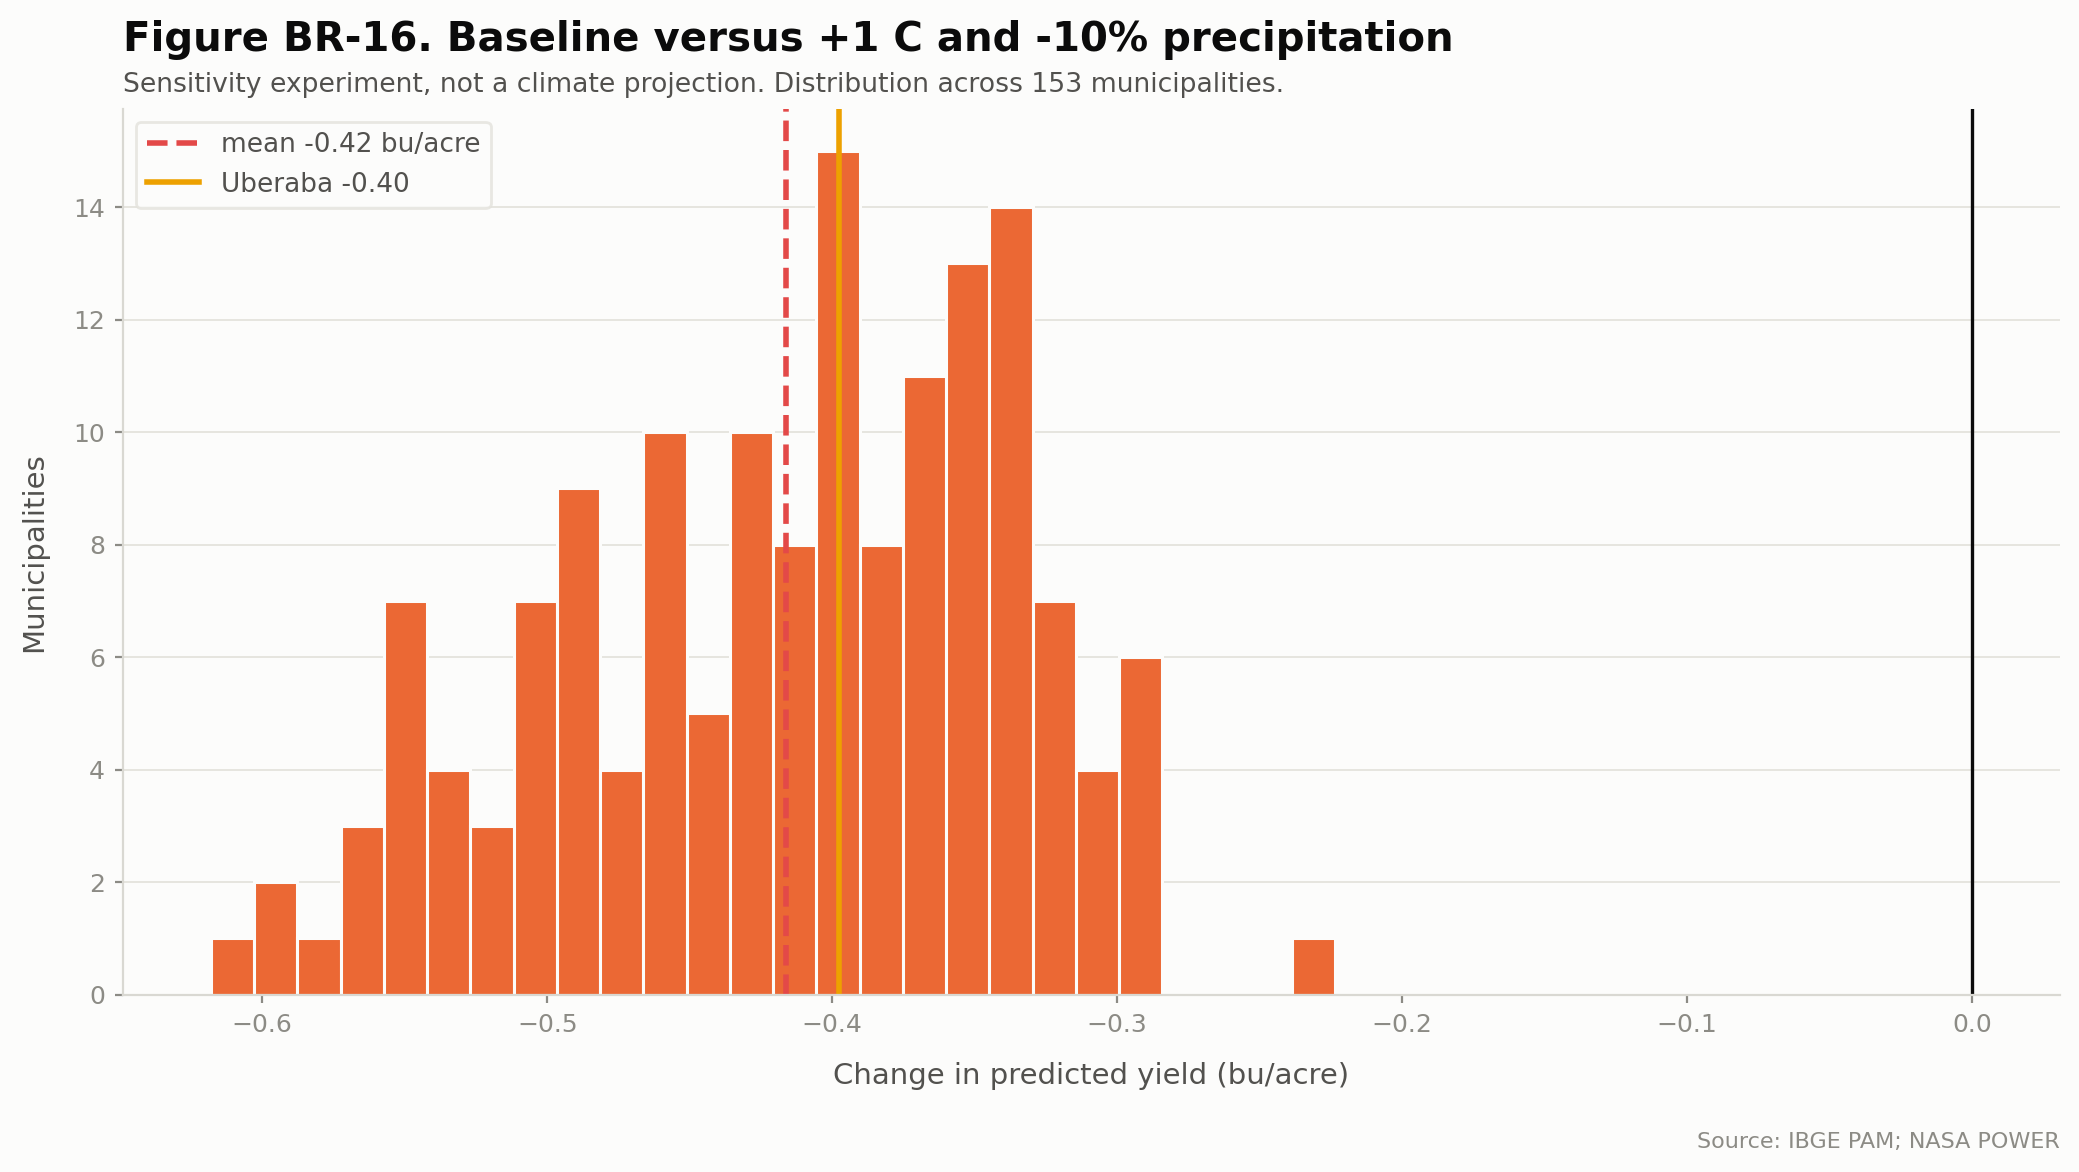 Figure BR-16. Baseline versus +1 C and -10% precipitation
Sensitivity experiment, not a climate projection. Distribution across 153 municipalities.
mean -0.42 bu/acre
Uberaba -0.40
Municipalities
14
12
10
8
6
4
2
0
−0.6 −0.5 −0.4 −0.3 −0.2 −0.1 0.0
Change in predicted yield (bu/acre)
Source: IBGE PAM; NASA POWER